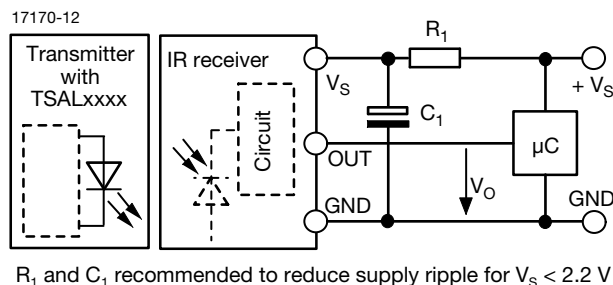 17170-12
Transmitter
with
TSALxxxx
IR receiver
Circuit
VS
OUT
GND
C1
R1
VO
µC
+ VS
GND
R1 and C1 recommended to reduce supply ripple for VS < 2.2 V